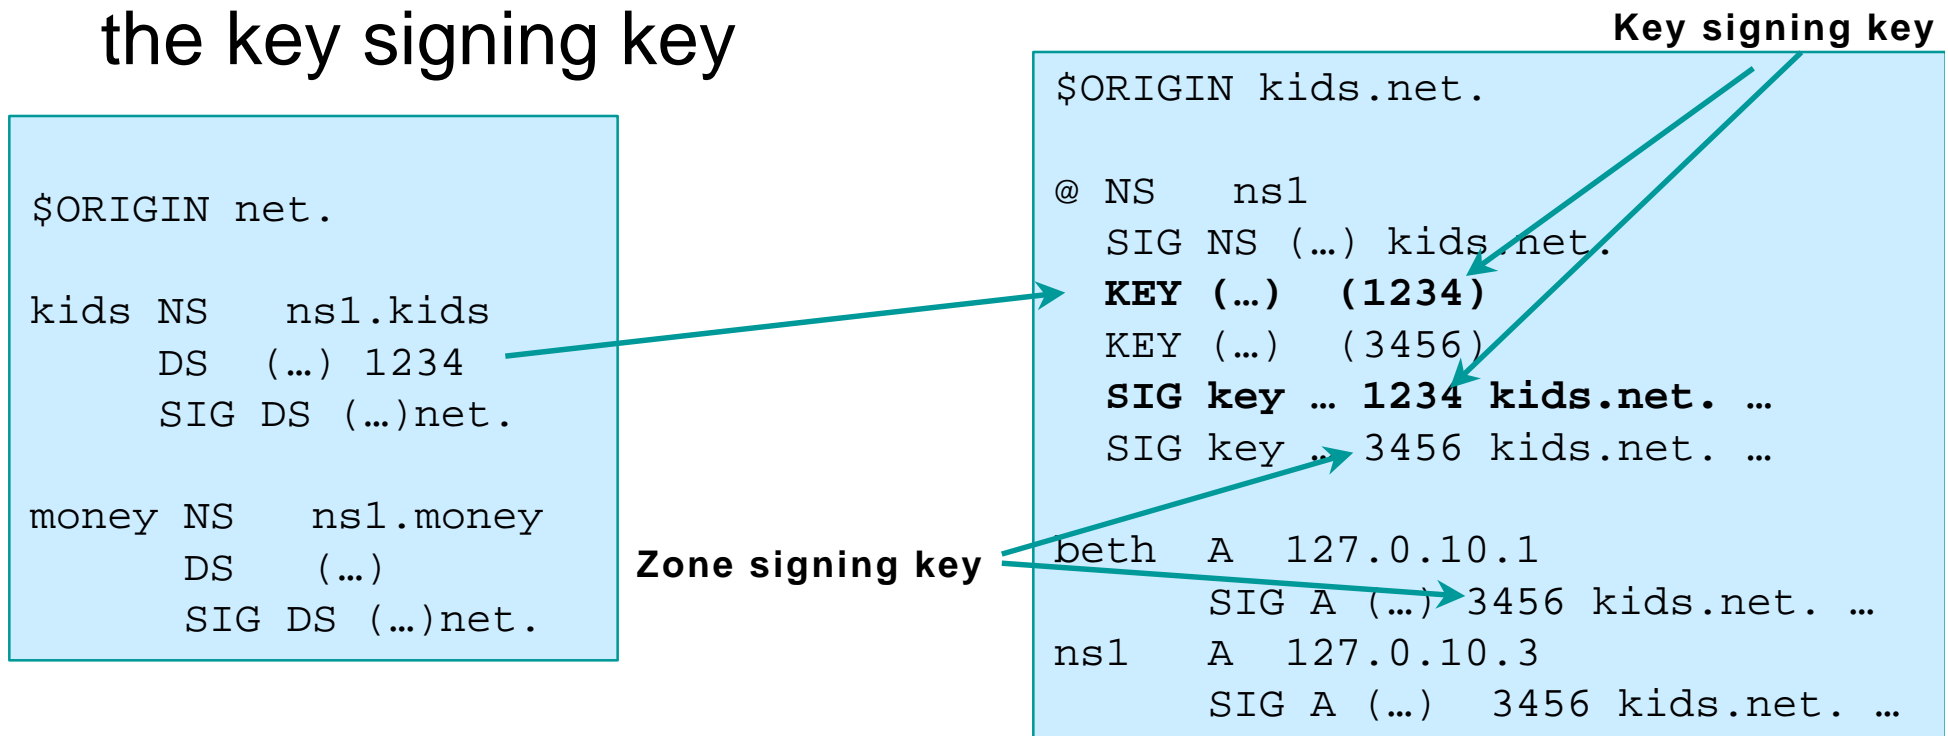 the key signing key
$ORIGIN net.
kids NS ns1.kids
DS (…) 1234
SIG DS (…)net.
money NS ns1.money
DS (…)
SIG DS (…)net.
Zone signing key
Key signing key
$ORIGIN kids.net.
@ NS ns1
SIG NS (…) kids.net.
KEY (…) (1234)
KEY (…) (3456)
SIG key … 1234 kids.net. …
SIG key … 3456 kids.net. …
beth A 127.0.10.1
SIG A (…) 3456 kids.net. …
ns1 A 127.0.10.3
SIG A (…) 3456 kids.net. …